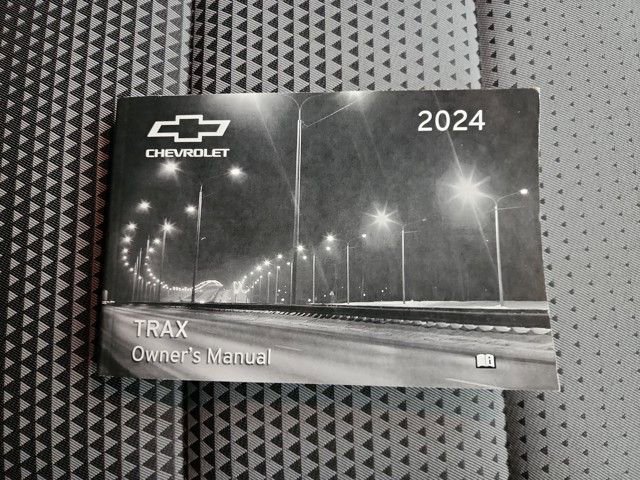 2024
CHEVROLET
TRAX
Owner's Manual